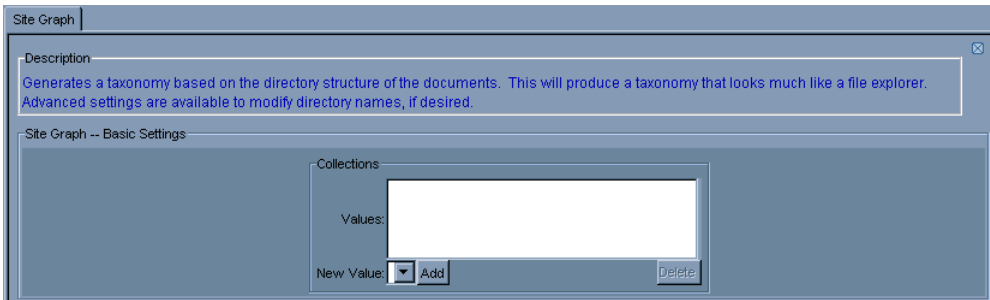 Site Graph
Description
Generates a taxonomy based on the directory structure of the documents.  This will produce a taxonomy that looks much like a file explorer.
Advanced settings are available to modify directory names, if desired.
Site Graph -- Basic Settings
Collections
Values:
New Value: Add Delete